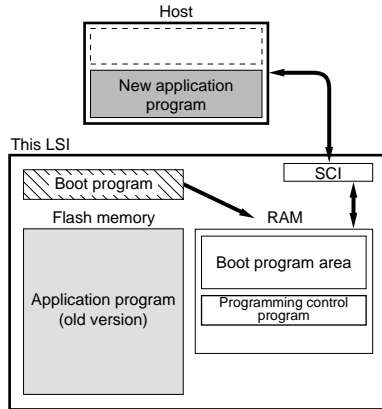 Host
New application
program
This LSI
SCI
Boot program
Flash memory
RAM
Boot program area
Application program
(old version)
Programming control
program